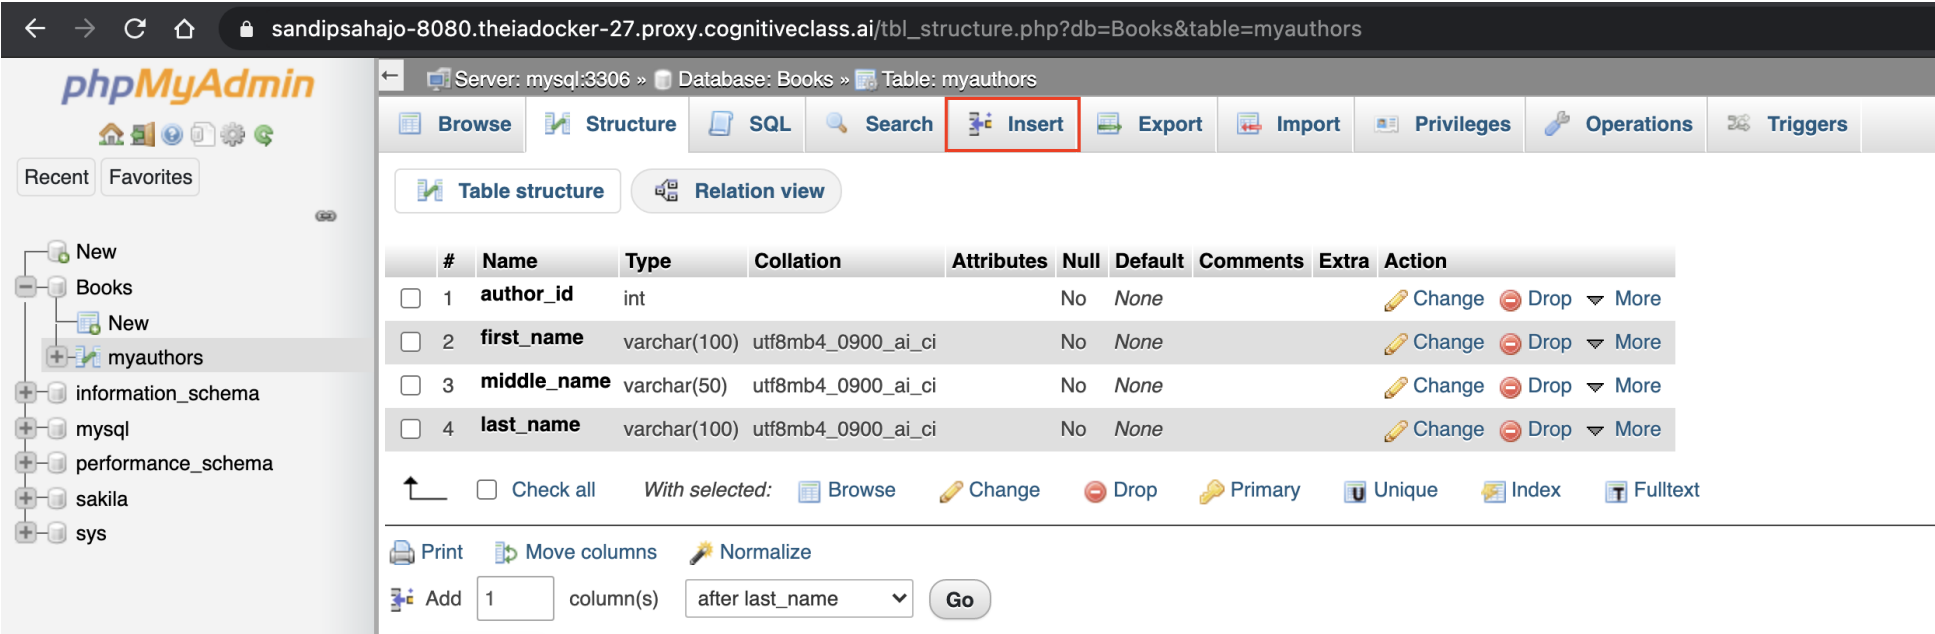 sandipsahajo-8080.theiadocker-27.proxy.cognitiveclass.ai/tbl_structure.php?db=Books&table=myauthors
phpMyAdmin
Recent Favorites
New
Books
New
myauthors
information_schema
mysql
performance_schema
sakila
sys
Server: mysql:3306 » Database: Books » Table: myauthors
Browse Structure SQL Search Insert Export Import Privileges Operations Triggers
Table structure Relation view
# Name Type Collation Attributes Null Default Comments Extra Action
1 author_id int No None Change Drop More
2 first_name varchar(100) utf8mb4_0900_ai_ci No None Change Drop More
3 middle_name varchar(50) utf8mb4_0900_ai_ci No None Change Drop More
4 last_name varchar(100) utf8mb4_0900_ai_ci No None Change Drop More
Check all With selected: Browse Change Drop Primary Unique Index Fulltext
Print Move columns Normalize
Add 1 column(s) after last_name Go